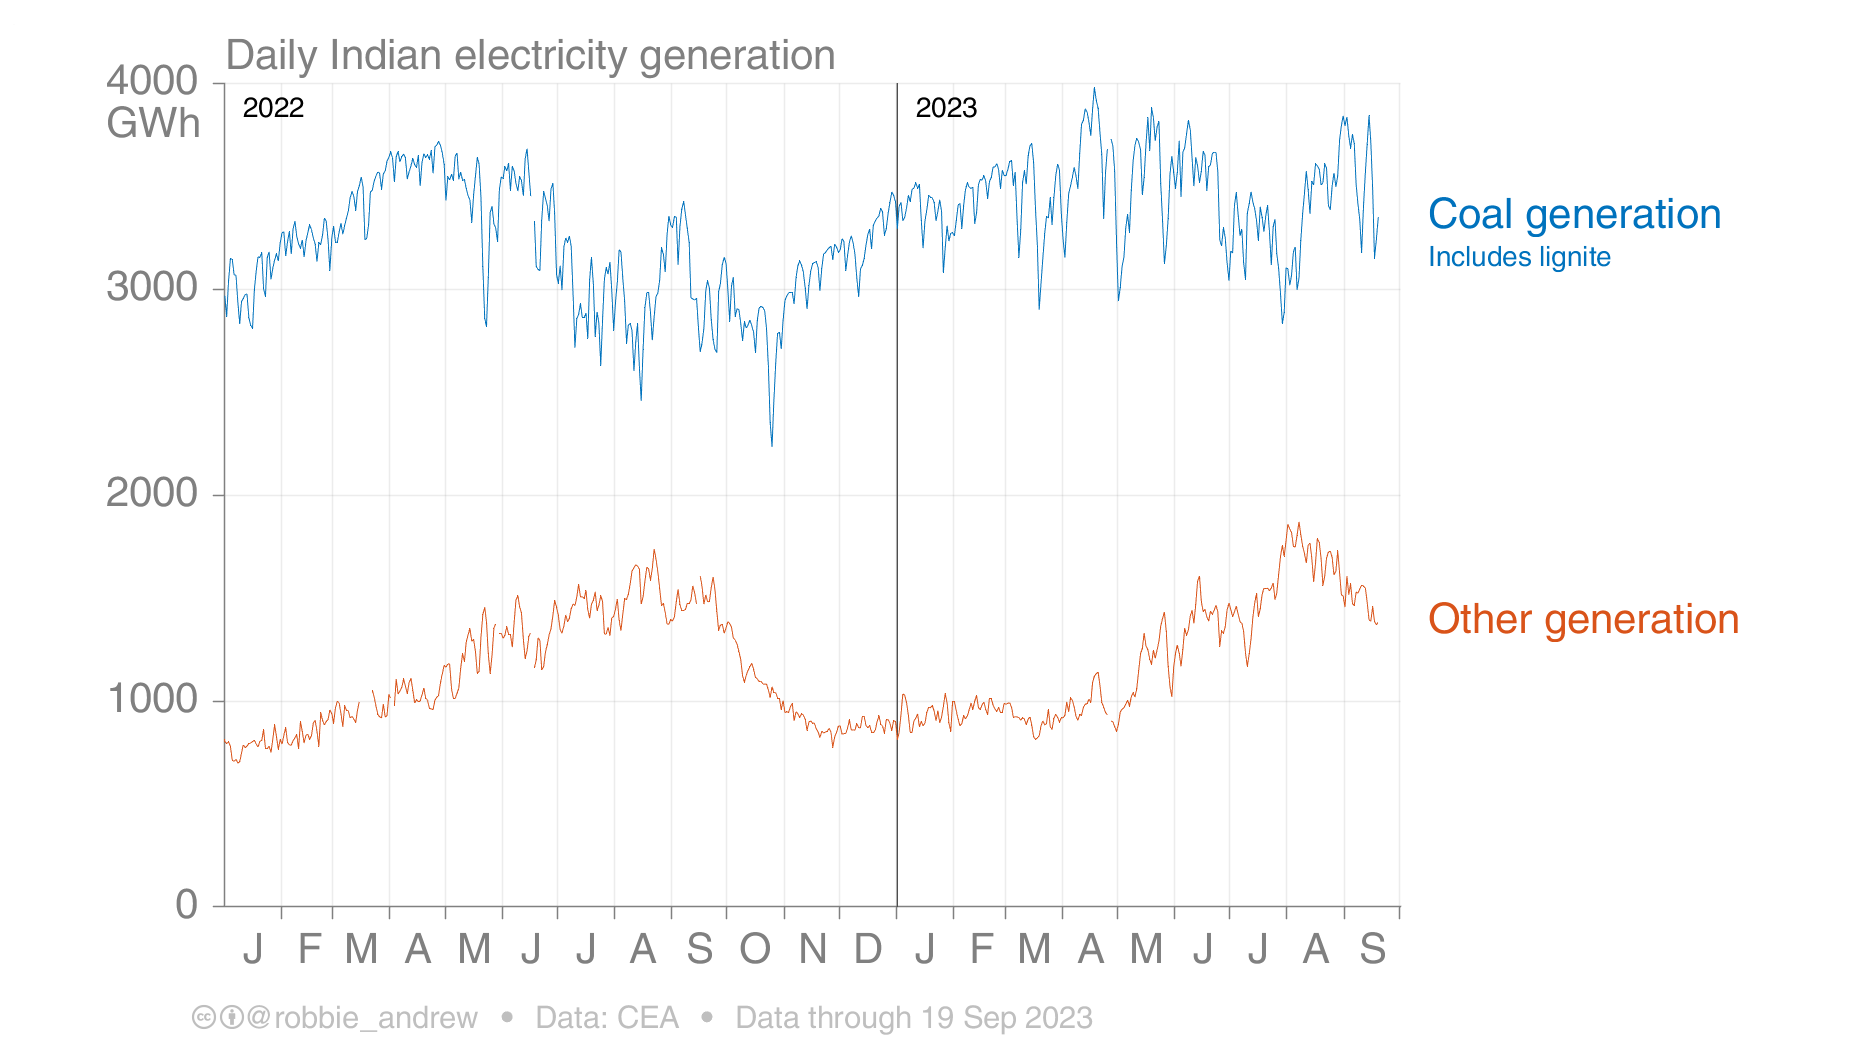 Daily Indian electricity generation
4000
GWh
2022
2023
3000
2000
1000
0
Coal generation
Includes lignite
Other generation
J F M A M J J A S O N D J F M A M J J A S
@robbie_andrew • Data: CEA • Data through 19 Sep 2023